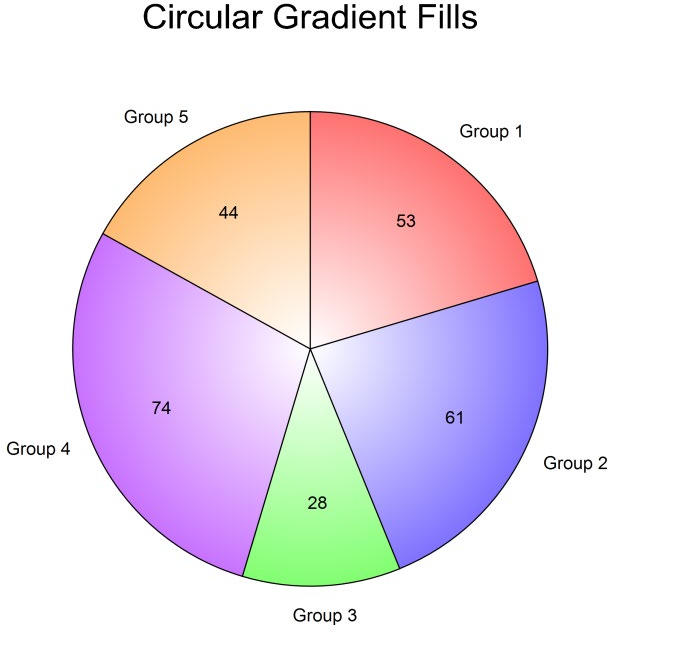 Circular Gradient Fills
Group 5
Group 1
44
53
74
61
Group 4
Group 2
28
Group 3